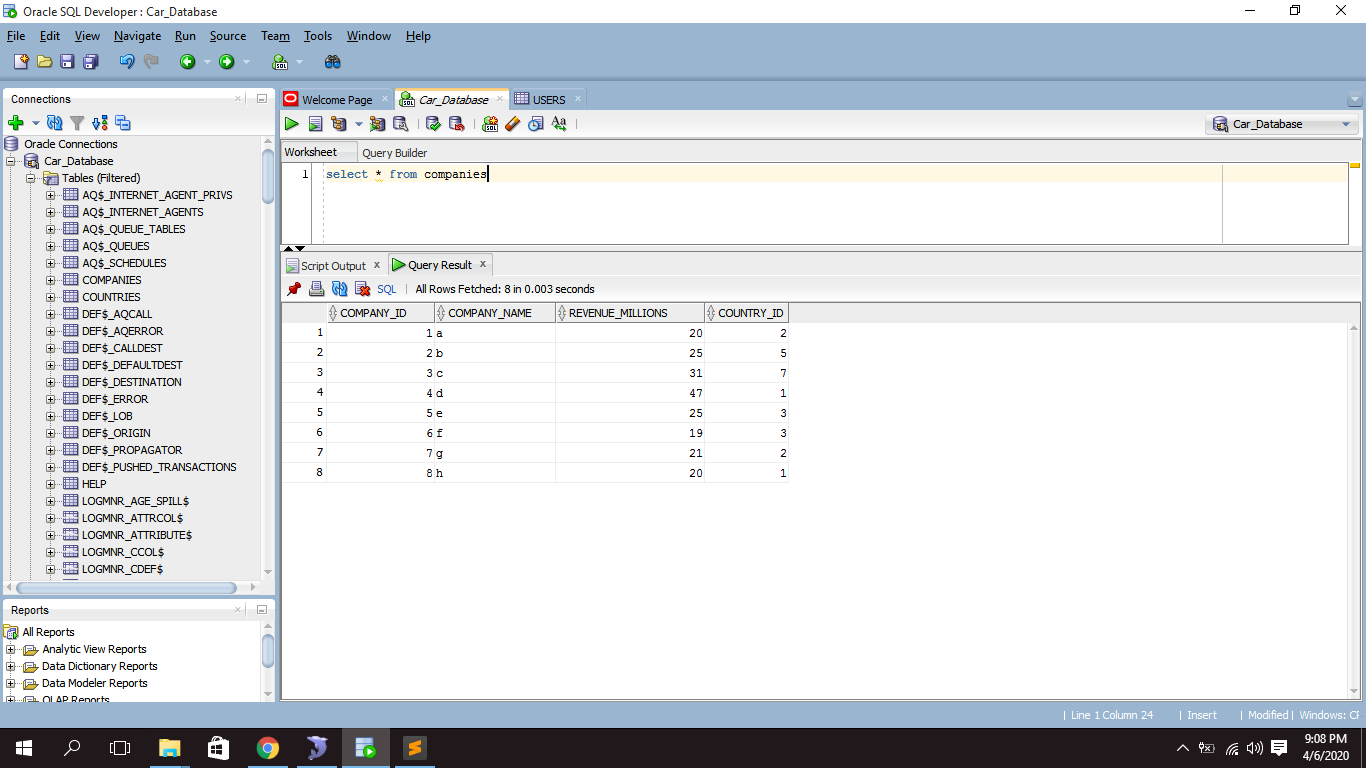 Oracle SQL Developer : Car_Database
File Edit View Navigate Run Source Team Tools Window Help
Connections
Oracle Connections
Car_Database
Tables (Filtered)
AQ$_INTERNET_AGENT_PRIVS
AQ$_INTERNET_AGENTS
AQ$_QUEUE_TABLES
AQ$_QUEUES
AQ$_SCHEDULES
COMPANIES
COUNTRIES
DEF$_AQCALL
DEF$_AQERROR
DEF$_CALLDEST
DEF$_DEFAULTDEST
DEF$_DESTINATION
DEF$_ERROR
DEF$_LOB
DEF$_ORIGIN
DEF$_PROPAGATOR
DEF$_PUSHED_TRANSACTIONS
HELP
LOGMNR_AGE_SPILL$
LOGMNR_ATTRCOL$
LOGMNR_ATTRIBUTE$
LOGMNR_CCOL$
LOGMNR_CDEF$
Reports
All Reports
Analytic View Reports
Data Dictionary Reports
Data Modeler Reports
OLAP Reports
Welcome Page Car_Database USERS
Aa
Car_Database
Worksheet Query Builder
1 select * from companies
Script Output x Query Result x
SQL | All Rows Fetched: 8 in 0.003 seconds
COMPANY_ID COMPANY_NAME REVENUE_MILLIONS COUNTRY_ID
1 1 a 20 2
2 2 b 25 5
3 3 c 31 7
4 4 d 47 1
5 5 e 25 3
6 6 f 19 3
7 7 g 21 2
8 8 h 20 1
| Line 1 Column 24 | Insert | Modified | Windows: CF
9:08 PM
4/6/2020